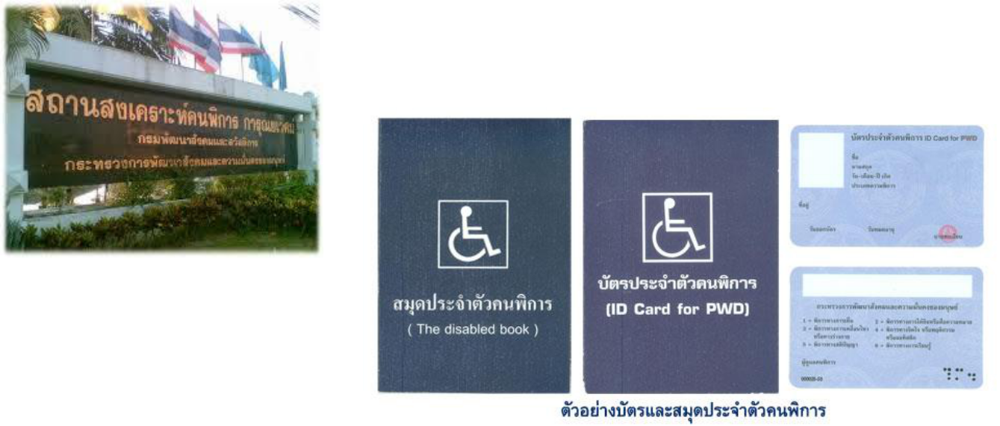 สถานสงเคราะห์คนพิการ การุณยเวศม์
กรมพัฒนาสังคมและสวัสดิการ
กระทรวงการพัฒนาสังคมและความมั่นคงของมนุษย์
สมุดประจำตัวคนพิการ
( The disabled book )
บัตรประจำตัวคนพิการ
(ID Card for PWD)
บัตรประจำตัวคนพิการ ID Card for PWD
ชื่อ
นามสกุล
วัน-เดือน-ปี เกิด
ประเภทความพิการ
ที่อยู่
วันออกบัตร วันหมดอายุ
นายทะเบียน
กระทรวงการพัฒนาสังคมและความมั่นคงของมนุษย์
1 = พิการทางการเห็น 2 = พิการทางการได้ยินหรือสื่อความหมาย
3 = พิการทางการเคลื่อนไหว 4 = พิการทางจิตใจ หรือพฤติกรรม
หรือทางร่างกาย หรือออทิสติก
5 = พิการทางสติปัญญา 6 = พิการทางการเรียนรู้
ผู้ดูแลคนพิการ
ตัวอย่างบัตรและสมุดประจำตัวคนพิการ